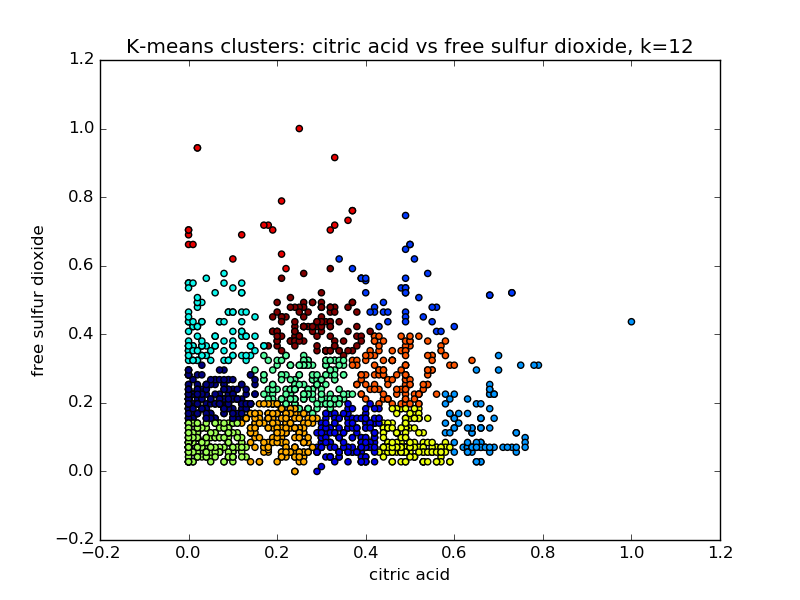 K-means clusters: citric acid vs free sulfur dioxide, k=12
1.2
1.0
0.8
0.6
0.4
0.2
0.0
−0.2
free sulfur dioxide
−0.2 0.0 0.2 0.4 0.6 0.8 1.0 1.2
citric acid